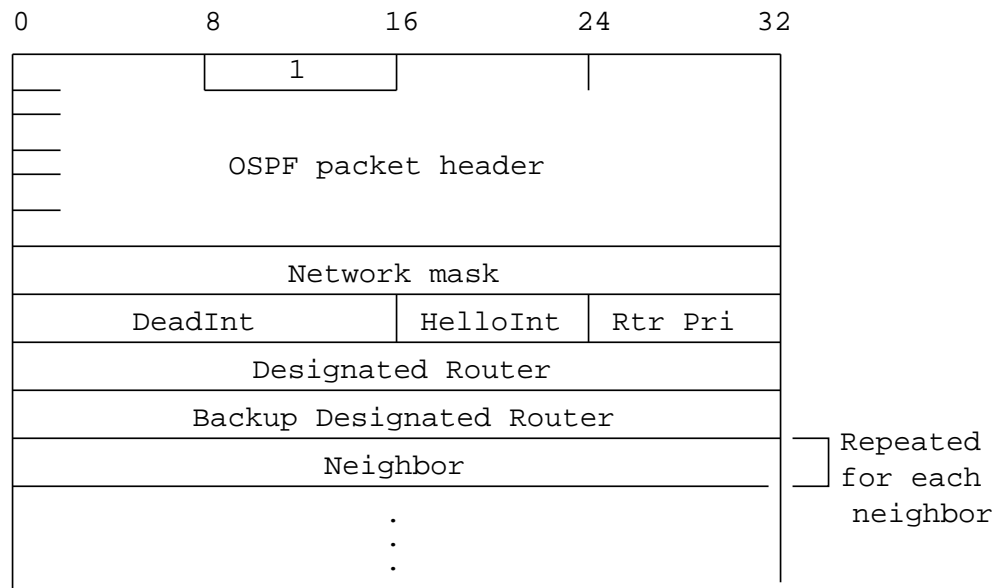 0 8 16 24 32
1
OSPF packet header
Network mask
DeadInt HelloInt Rtr Pri
Designated Router
Backup Designated Router
Neighbor
Repeated
for each
neighbor
.
.
.